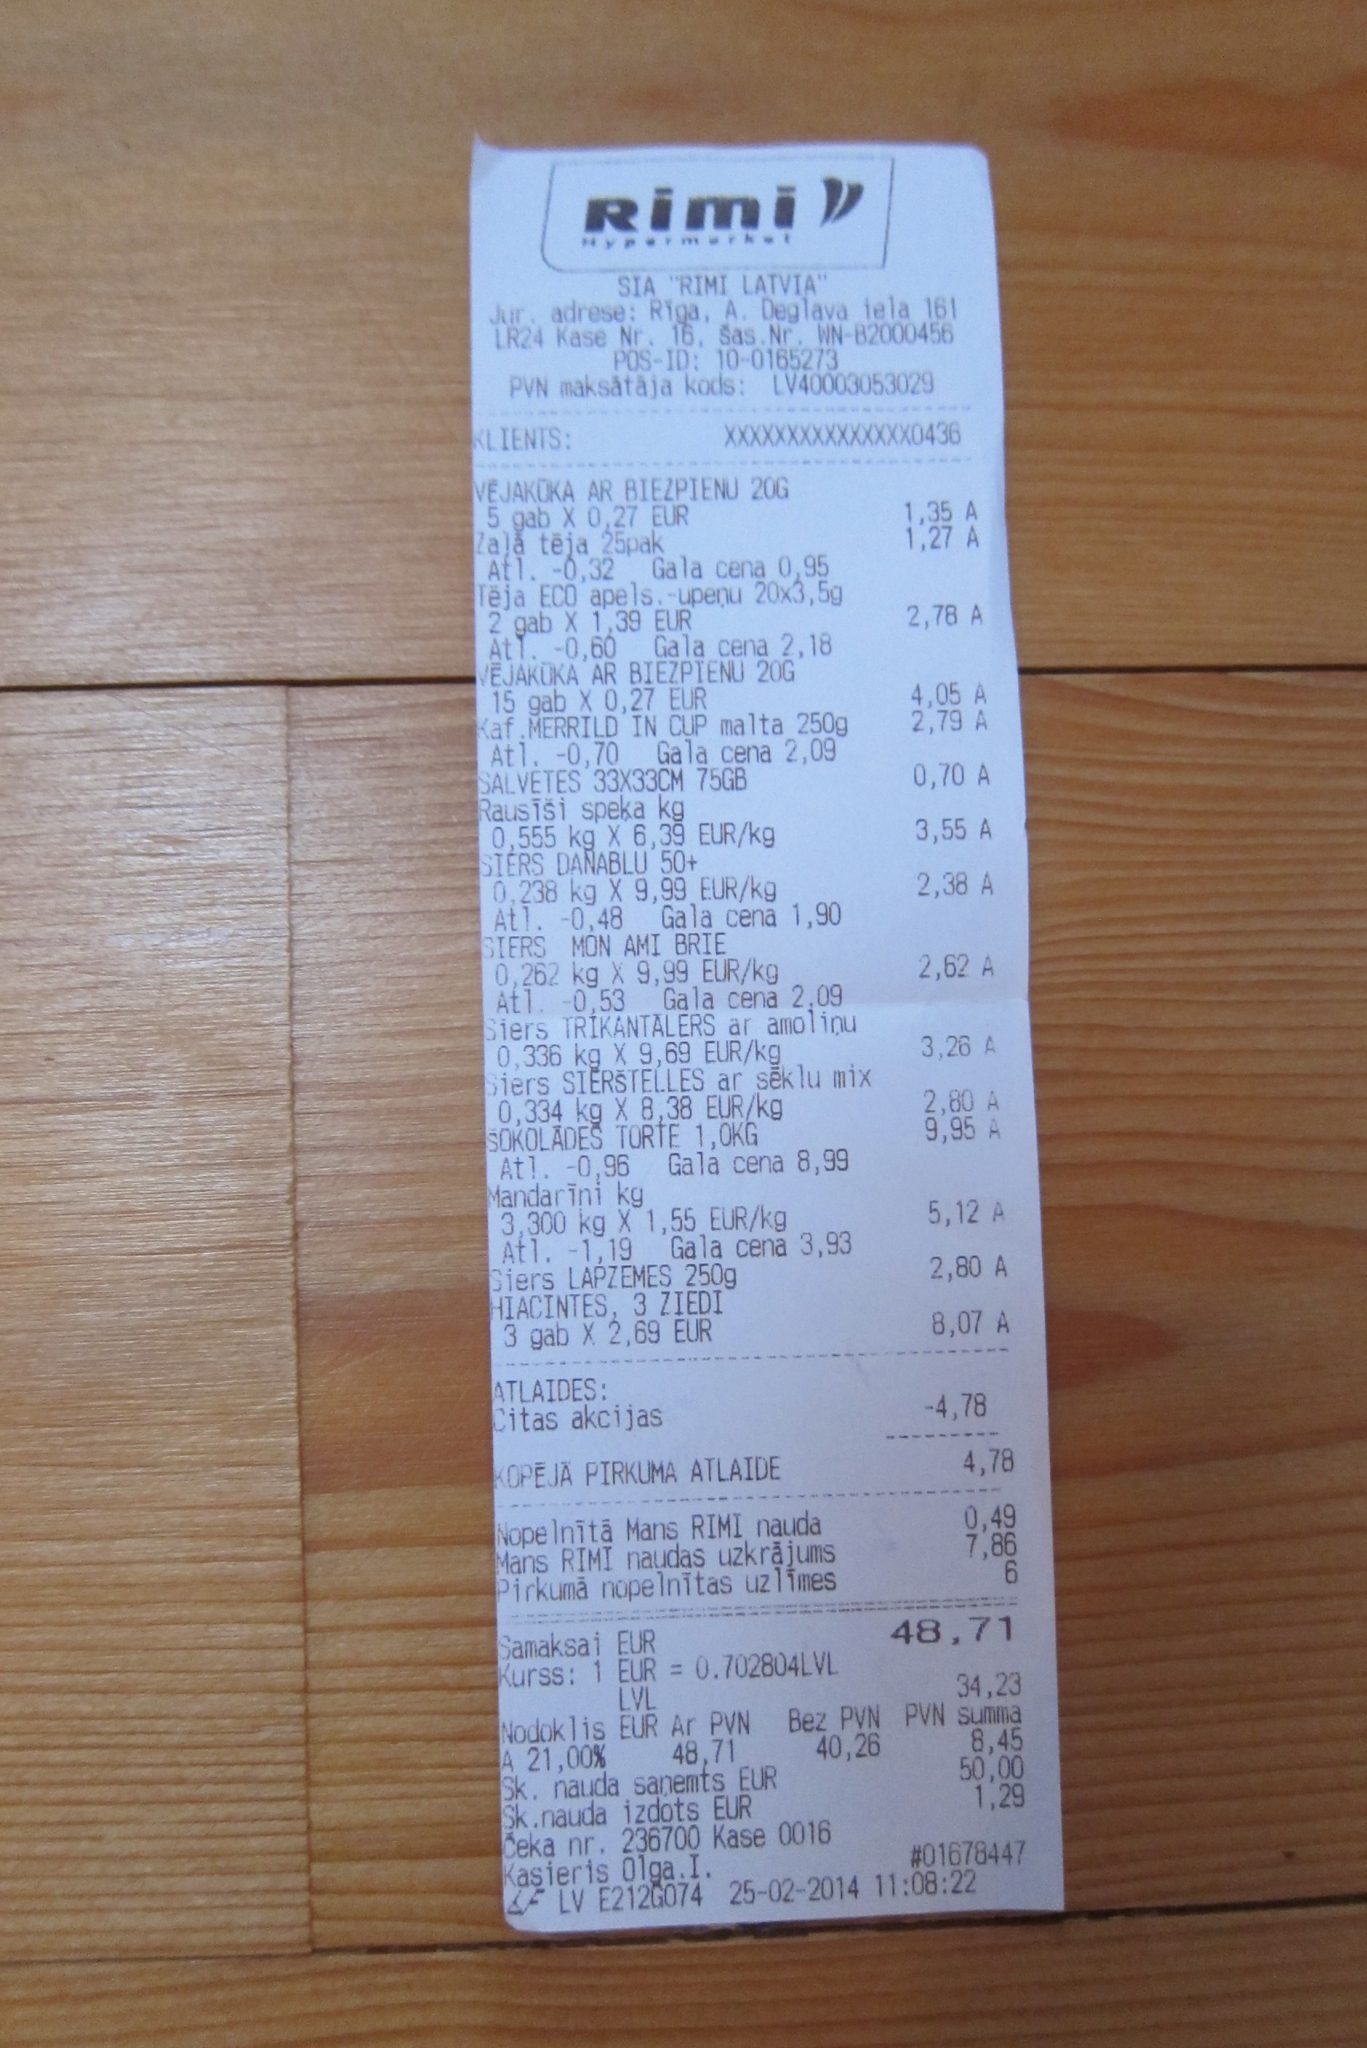 Rimi
Hypermarket
SIA "RIMI LATVIA"
Jur. adrese: Rīga, A. Deglava iela 161
LR24 Kase Nr. 16, Šas.Nr. WN-B2000456
POS-ID: 10-0165273
PVN maksātāja kods: LV40003053029
KLIENTS: XXXXXXXXXXXXXXX0436
VĒJAKŪKA AR BIEZPIENU 20G
5 gab X 0,27 EUR 1,35 A
Zaļā tēja 25pak 1,27 A
Atl. -0,32 Gala cena 0,95
Tēja ECO apels.-upeņu 20x3,5g
2 gab X 1,39 EUR 2,78 A
Atl. -0,60 Gala cena 2,18
VĒJAKŪKA AR BIEZPIENU 20G
15 gab X 0,27 EUR 4,05 A
Kaf.MERRILD IN CUP malta 250g 2,79 A
Atl. -0,70 Gala cena 2,09
SALVETES 33X33CM 75GB 0,70 A
Rausīši speķa kg
0,555 kg X 6,39 EUR/kg 3,55 A
SIERS DANABLU 50+
0,238 kg X 9,99 EUR/kg 2,38 A
Atl. -0,48 Gala cena 1,90
SIERS MON AMI BRIE
0,262 kg X 9,99 EUR/kg 2,62 A
Atl. -0,53 Gala cena 2,09
Siers TRIKANTĀLERS ar amoliņu
0,336 kg X 9,69 EUR/kg 3,26 A
Siers SIERŠTELLES ar sēklu mix
0,334 kg X 8,38 EUR/kg 2,80 A
ŠOKOLĀDES TORTE 1,0KG 9,95 A
Atl. -0,96 Gala cena 8,99
Mandarīni kg
3,300 kg X 1,55 EUR/kg 5,12 A
Atl. -1,19 Gala cena 3,93
Siers LAPZEMES 250g 2,80 A
HIACINTES, 3 ZIEDI
3 gab X 2,69 EUR 8,07 A
ATLAIDES:
Citas akcijas -4,78
KOPĒJĀ PIRKUMA ATLAIDE 4,78
Nopelnītā Mans RIMI nauda 0,49
Mans RIMI naudas uzkrājums 7,86
Pirkumā nopelnītas uzlīmes 6
Samaksai EUR 48,71
Kurss: 1 EUR = 0.702804LVL
LVL 34,23
Nodoklis EUR Ar PVN Bez PVN PVN summa
A 21,00% 48,71 40,26 8,45
Sk. nauda saņemts EUR 50,00
Sk.nauda izdots EUR 1,29
Čeka nr. 236700 Kase 0016
Kasieris Olga.I. #01678447
LV E212G074 25-02-2014 11:08:22